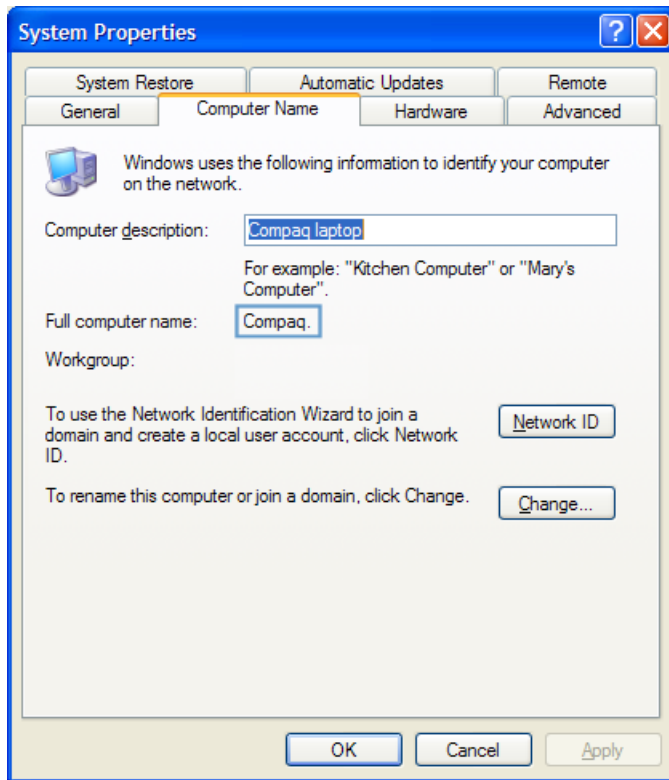 System Properties
?
X
System Restore
Automatic Updates
Remote
General
Computer Name
Hardware
Advanced
Windows uses the following information to identify your computer
on the network.
Computer description:
Compaq laptop
For example: "Kitchen Computer" or "Mary's
Computer".
Full computer name:
Compaq.
Workgroup:
To use the Network Identification Wizard to join a
domain and create a local user account, click Network
ID.
Network ID
To rename this computer or join a domain, click Change.
Change...
OK
Cancel
Apply